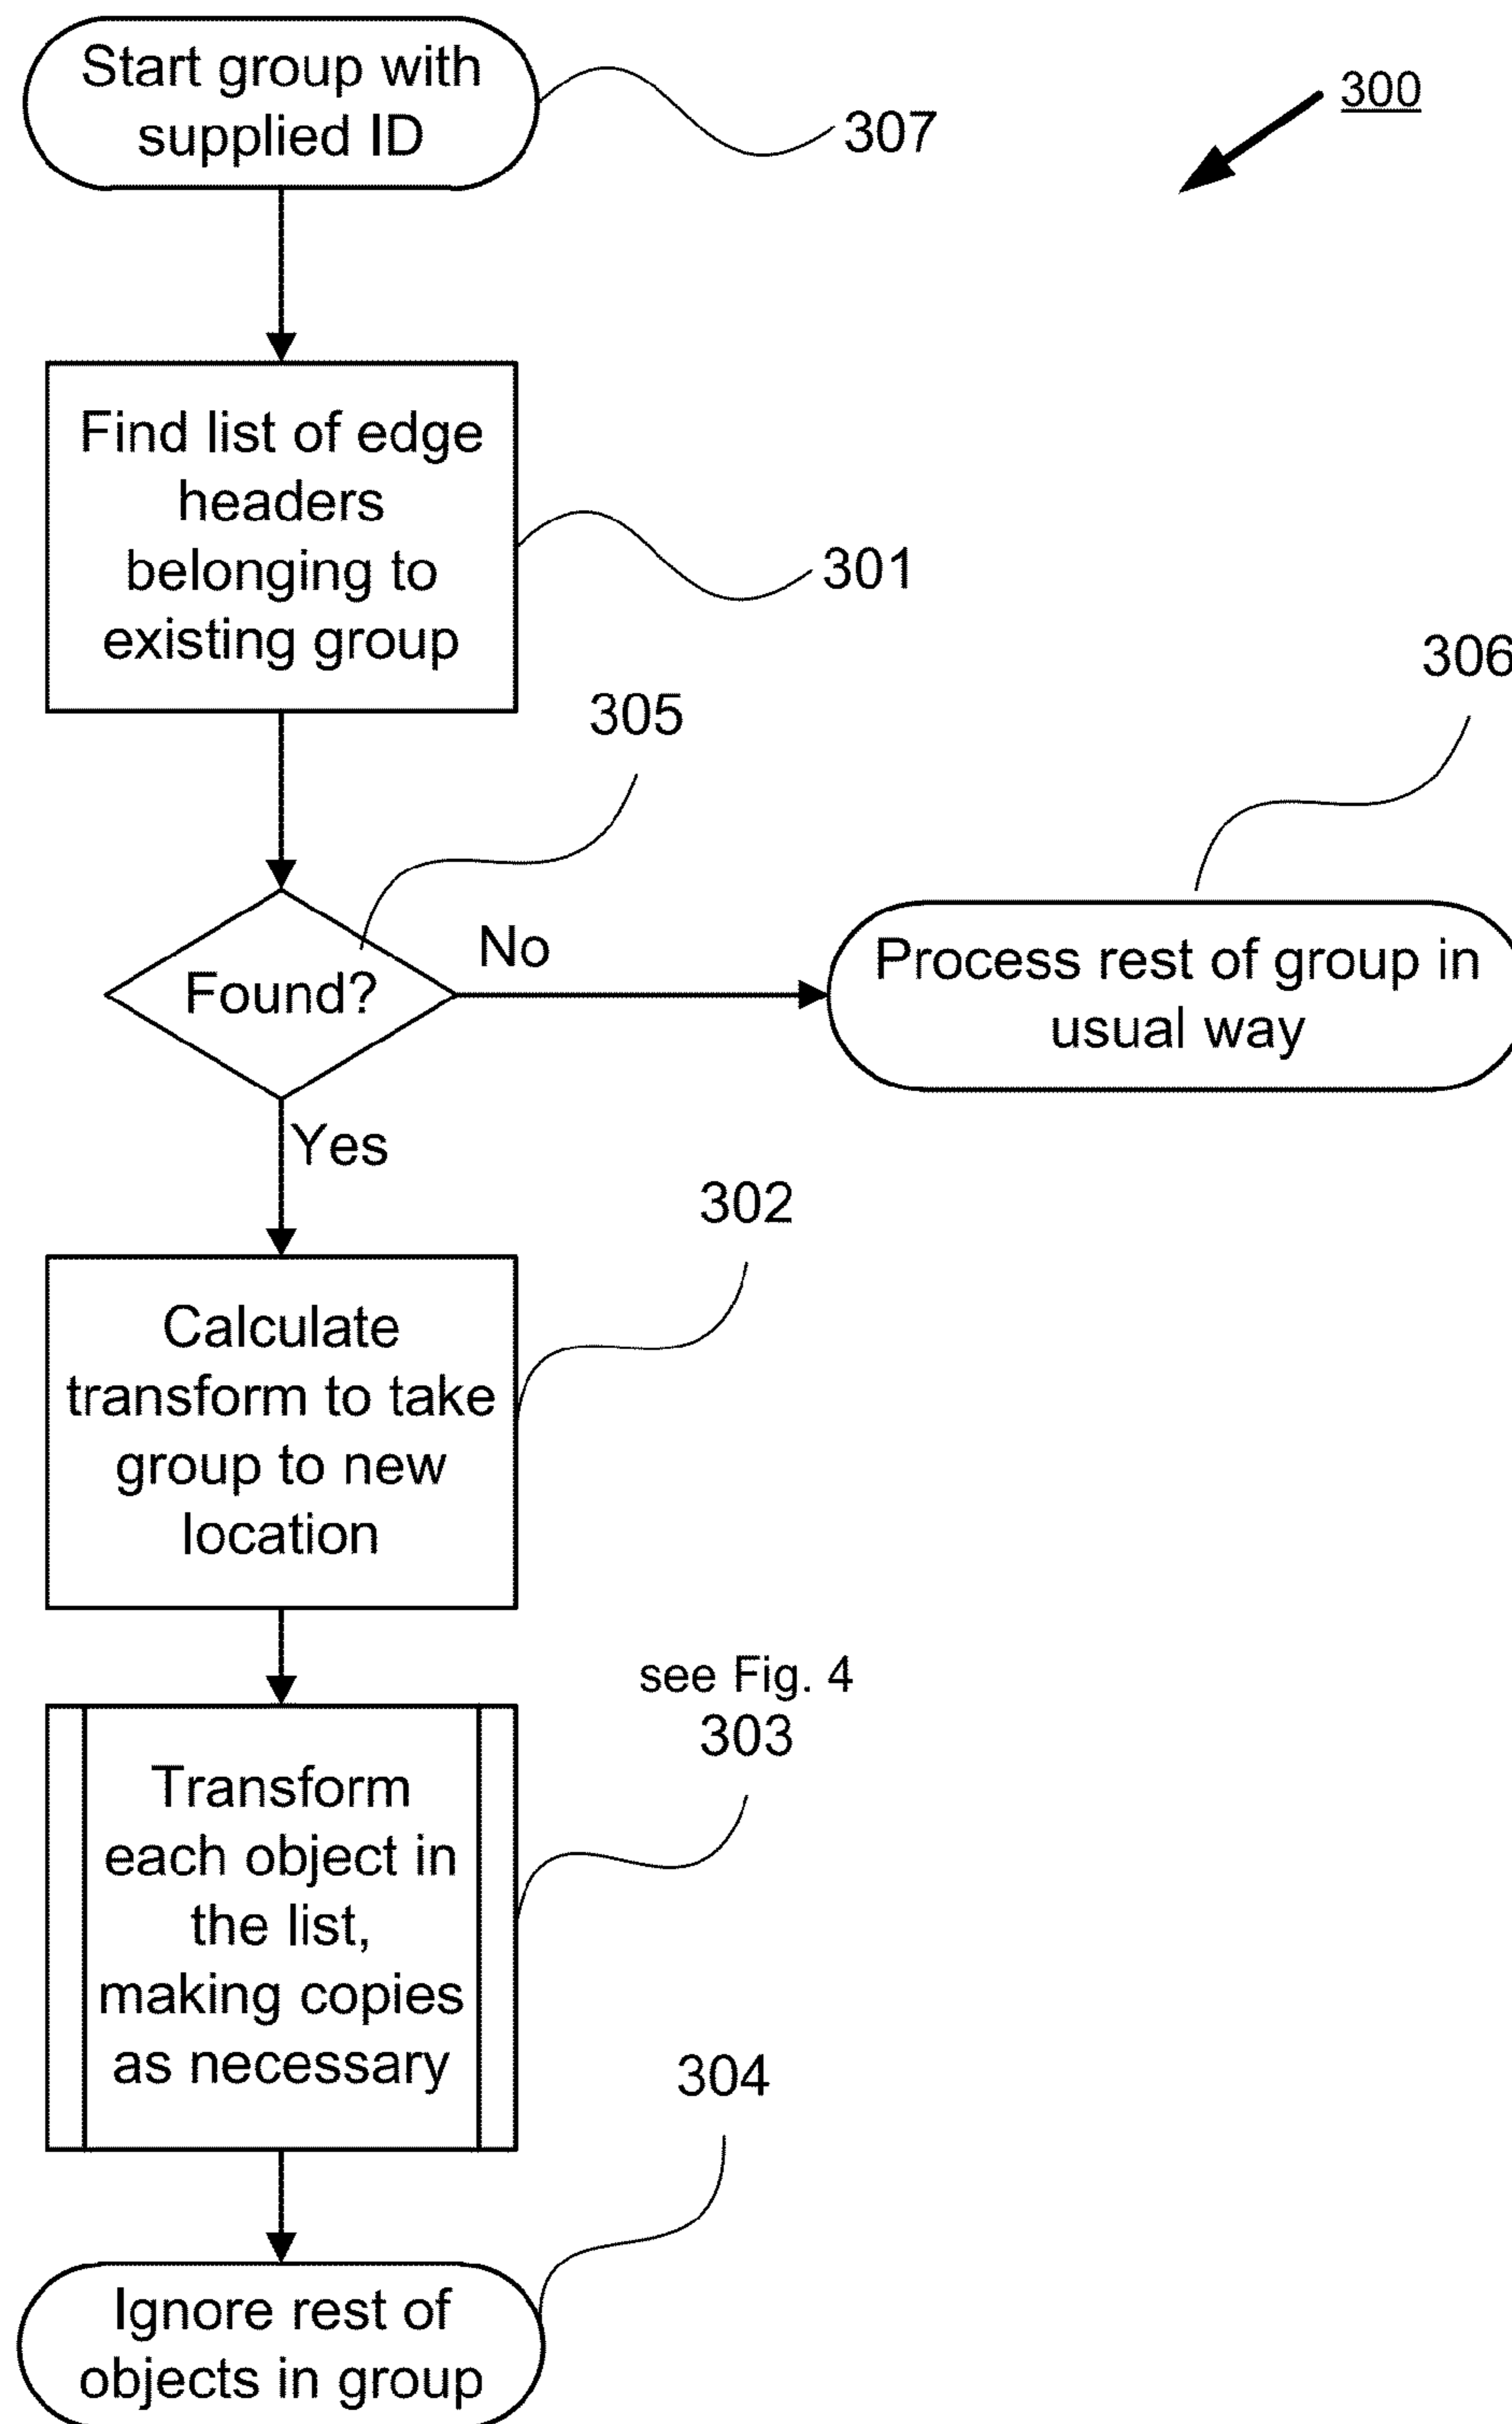 Start group with
supplied ID
307
300
Find list of edge
headers
belonging to
existing group
301
305
306
Found?
No
Process rest of group in
usual way
Yes
302
Calculate
transform to take
group to new
location
see Fig. 4
303
Transform
each object in
the list,
making copies
as necessary
304
Ignore rest of
objects in group